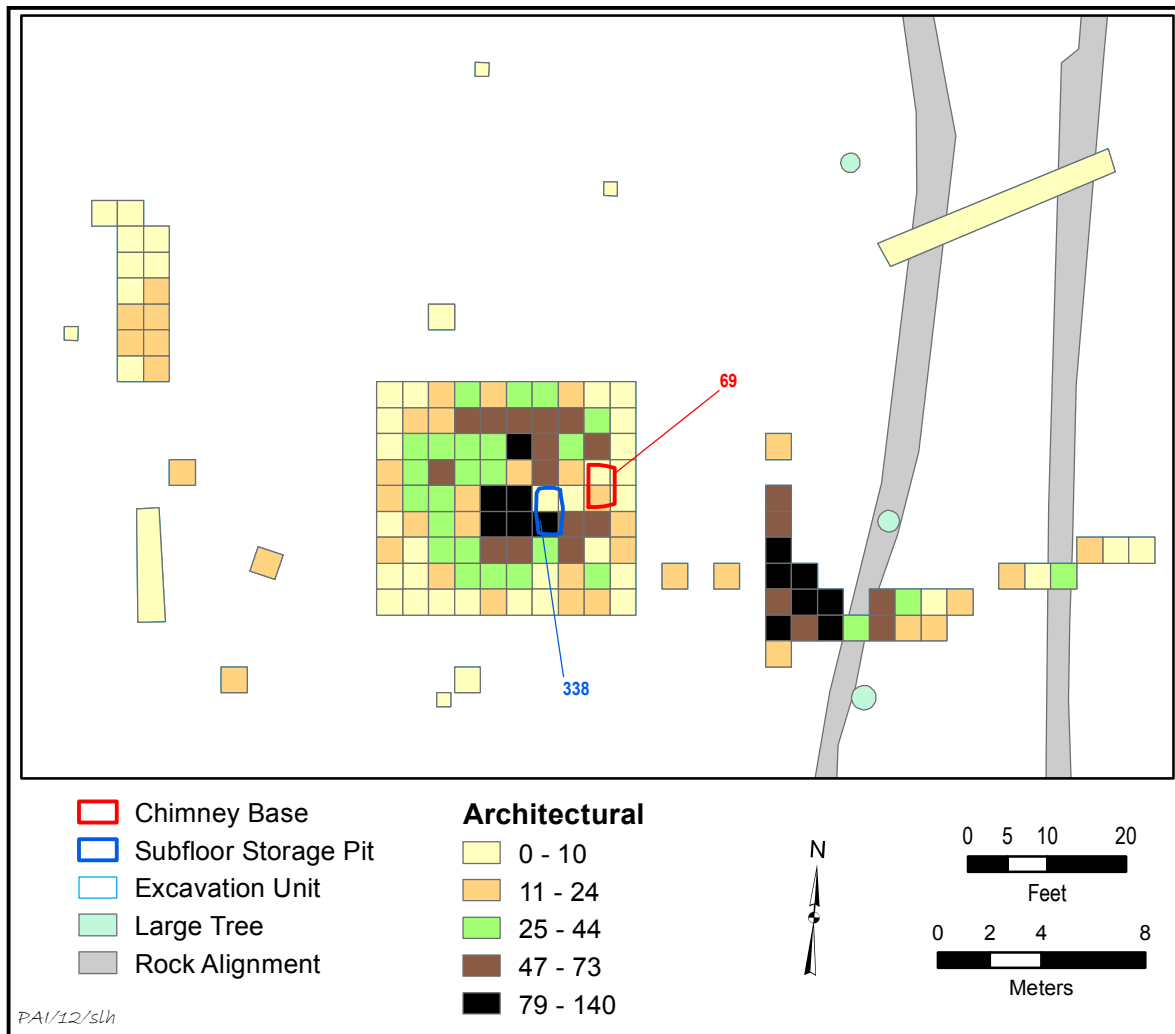 69
338
Chimney Base
Subfloor Storage Pit
Excavation Unit
Large Tree
Rock Alignment
Architectural
0 - 10
11 - 24
25 - 44
47 - 73
79 - 140
N
0 5 10 20
Feet
0 2 4 8
Meters
PAI/12/slh